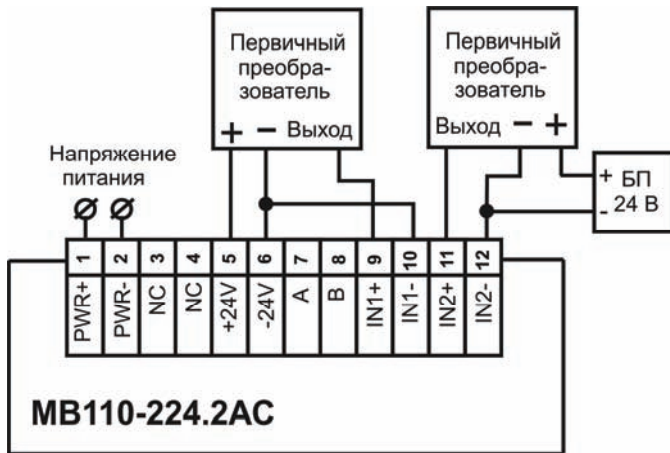 Первичный
преобра-
зователь
+ − Выход
Первичный
преобра-
зователь
Выход − +
Напряжение
питания
+ БП
- 24 В
1 2 3 4 5 6 7 8 9 10 11 12
PWR+ PWR- NC NC +24V -24V A B IN1+ IN1- IN2+ IN2-
МВ110-224.2АС